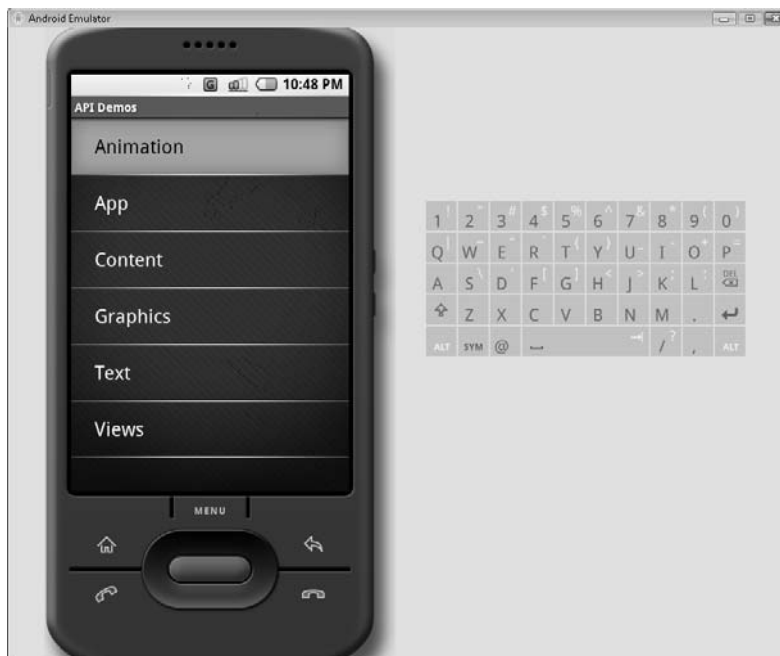 Android Emulator
G 10:48 PM
API Demos
Animation
App
Content
Graphics
Text
Views
MENU
1 ! 2 " 3 # 4 $ 5 % 6 ^ 7 & 8 * 9 ( 0 )
Q | W ~ E " R ` T { Y } U - I - O + P =
A S \ D ' F [ G ] H < J > K ; L : DEL
Z X C V B N M .
ALT SYM @ / ? , ALT